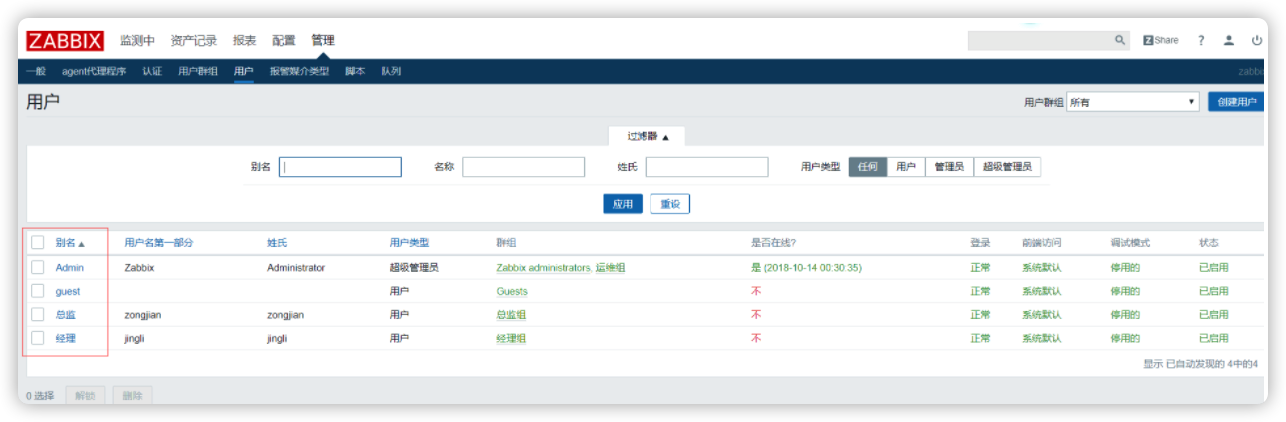 ZABBIX 监测中 资产记录 报表 配置 管理 Z Share ?
一般 agent代理程序 认证 用户群组 用户 报警媒介类型 脚本 队列 zabbix
用户 用户群组 所有 创建用户
过滤器 ▲
别名 名称 姓氏 用户类型 任何 用户 管理员 超级管理员
应用 重设
别名 ▲ 用户名第一部分 姓氏 用户类型 群组 是否在线? 登录 前端访问 调试模式 状态
Admin Zabbix Administrator 超级管理员 Zabbix administrators, 运维组 是 (2018-10-14 00:30:35) 正常 系统默认 停用的 已启用
guest 用户 Guests 不 正常 系统默认 停用的 已启用
总监 zongjian zongjian 用户 总监组 不 正常 系统默认 停用的 已启用
经理 jingli jingli 用户 经理组 不 正常 系统默认 停用的 已启用
显示 已自动发现的 4中的4
0 选择 解锁 删除